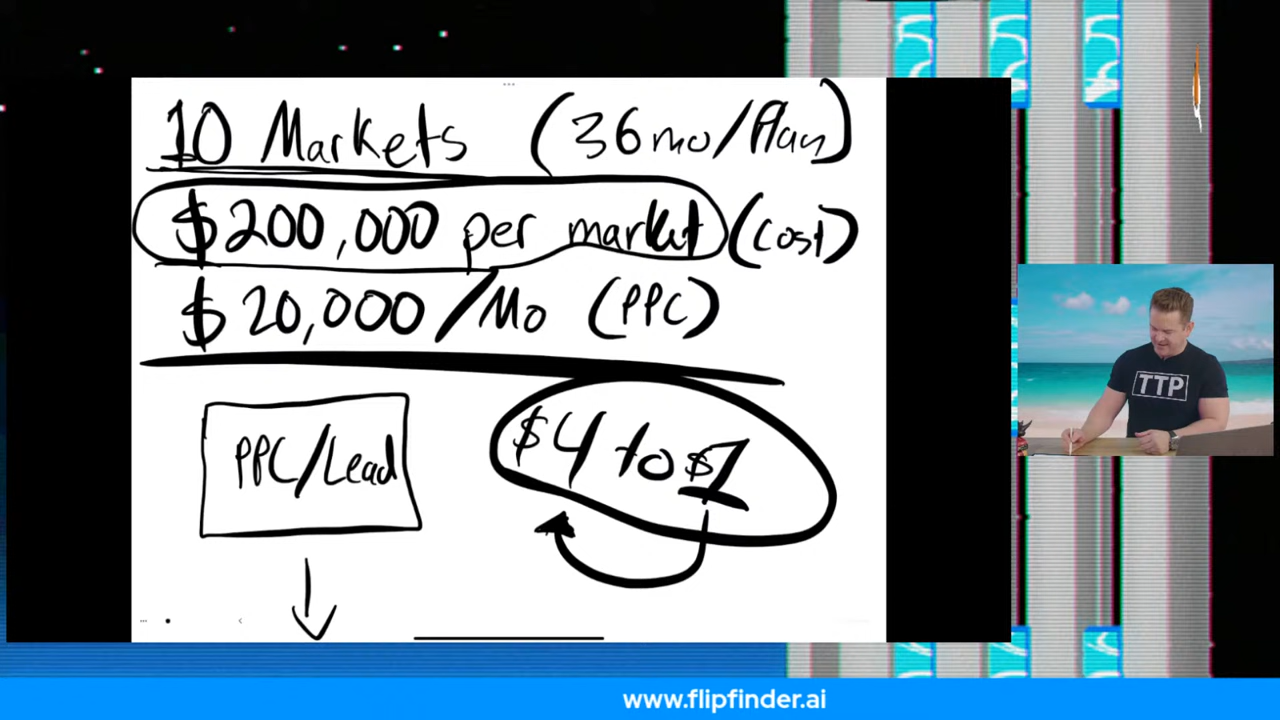 10 Markets (36mo/Plan)
$200,000 per market (cost)
$20,000/Mo (PPC)
PPC/Lead
$4 to $1
TTP
www.flipfinder.ai